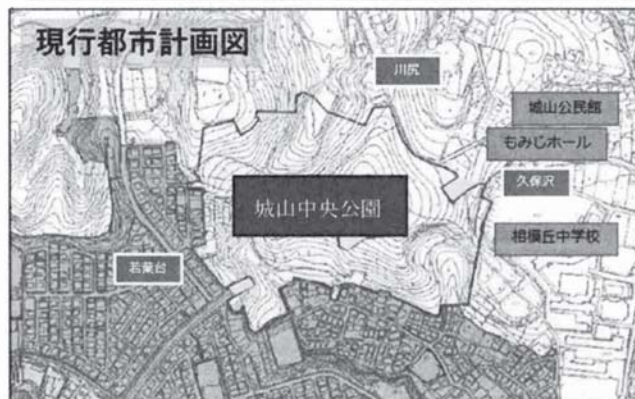 現行都市計画図
川尻
城山公民館
もみじホール
久保沢
城山中央公園
相模丘中学校
若葉台